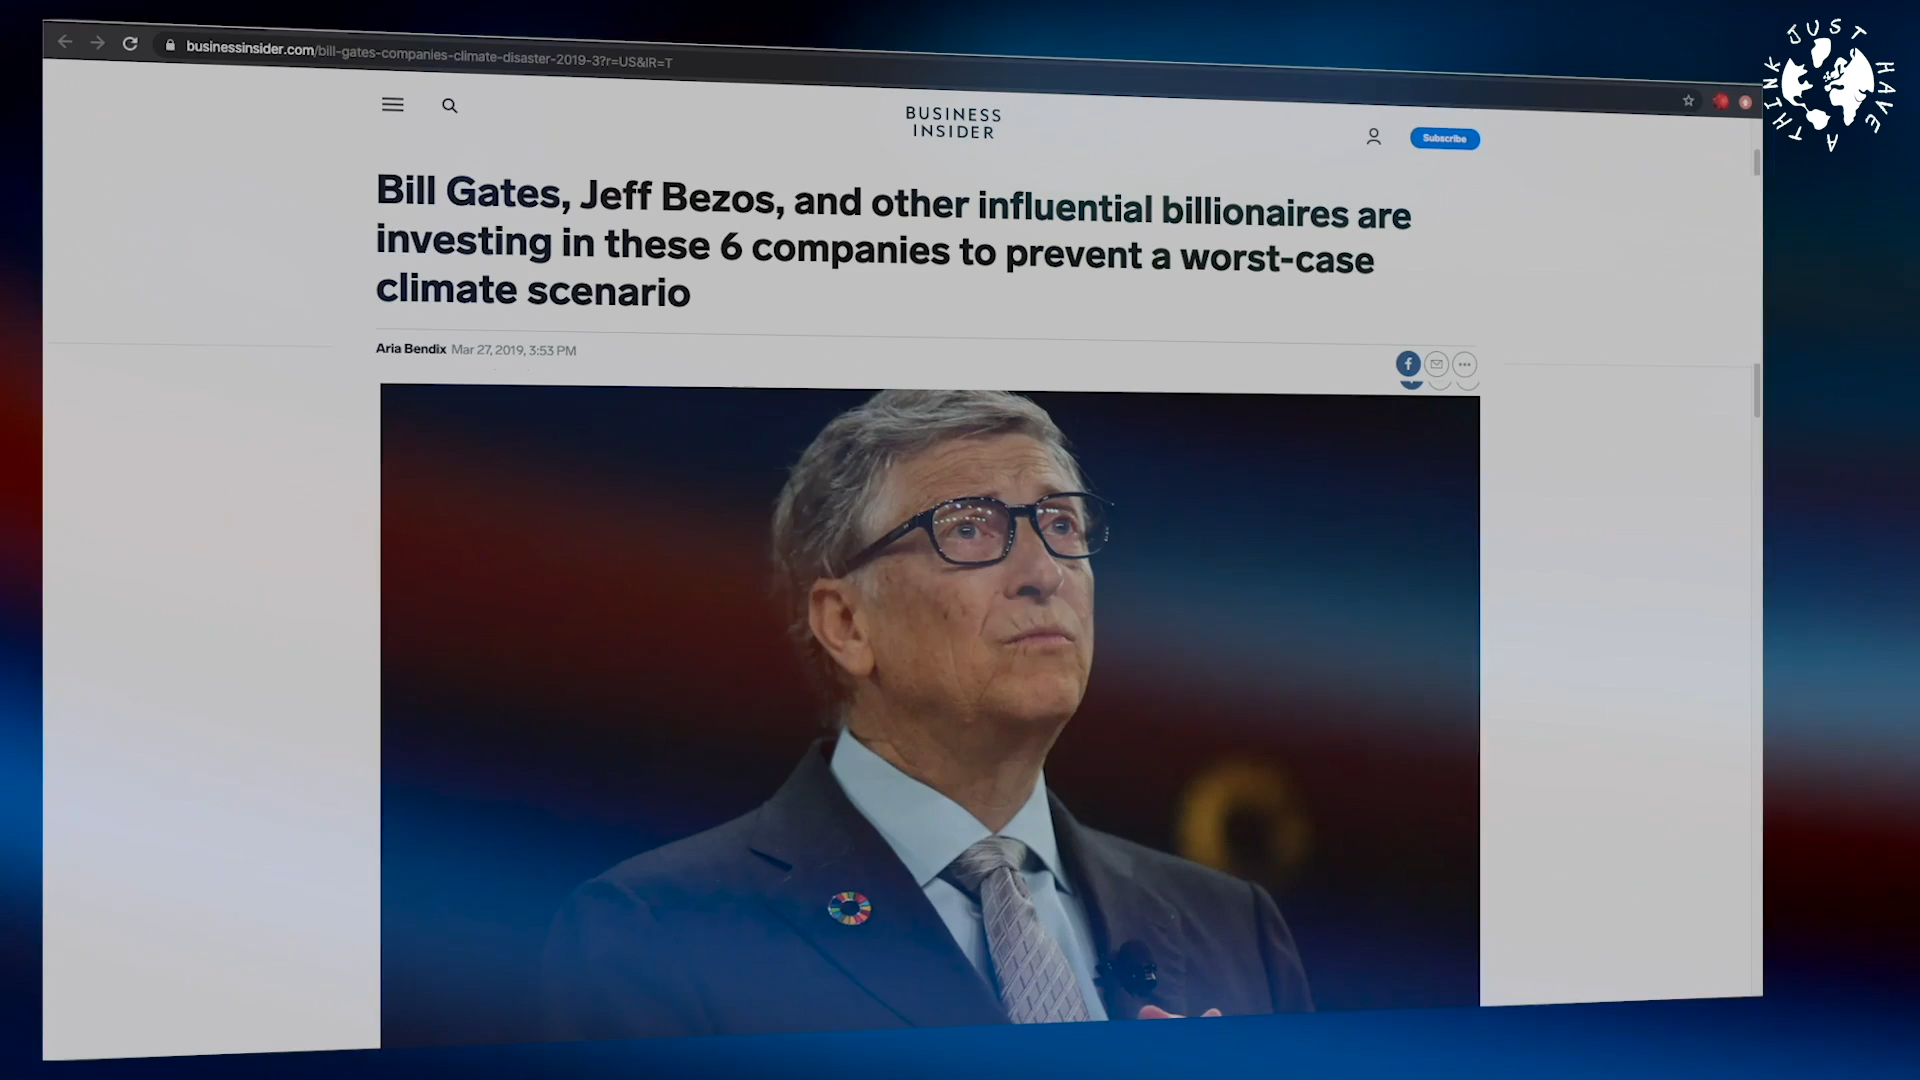 businessinsider.com/bill-gates-companies-climate-disaster-2019-3?r=US&IR=T
JUST HAVE A THINK
BUSINESS
INSIDER
Subscribe
Bill Gates, Jeff Bezos, and other influential billionaires are
investing in these 6 companies to prevent a worst-case
climate scenario
Aria Bendix Mar 27, 2019, 3:53 PM
f